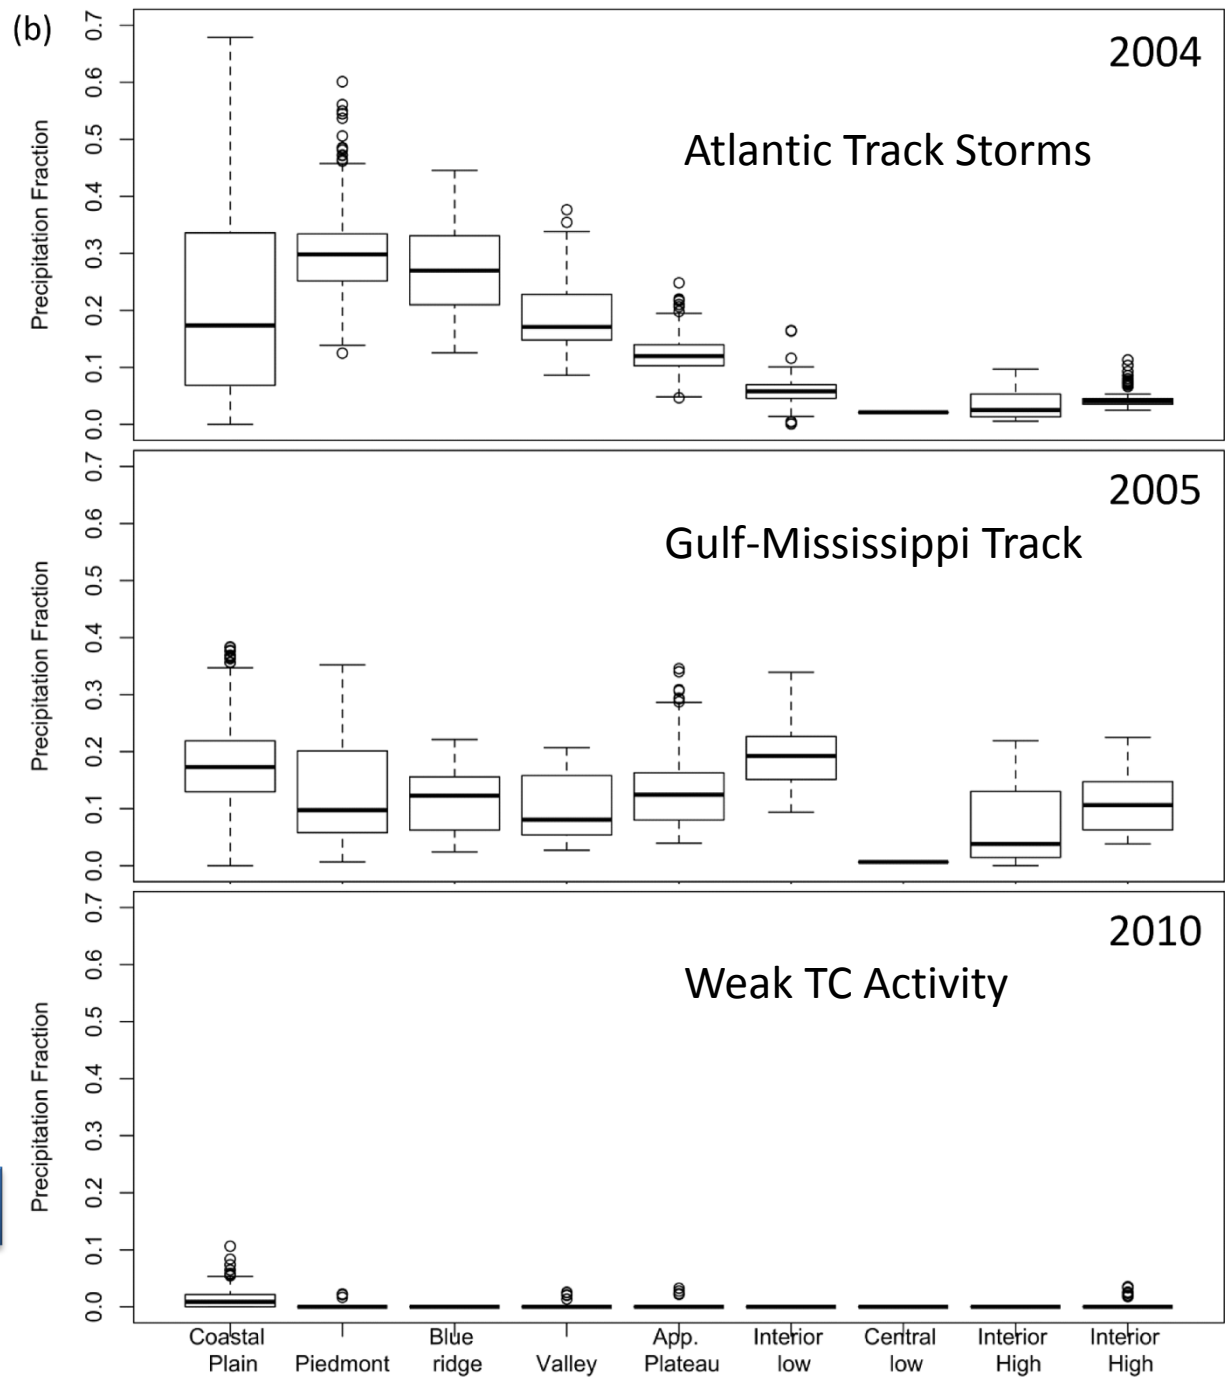 (b)
2004
Atlantic Track Storms
Precipitation Fraction
0.7
0.6
0.5
0.4
0.3
0.2
0.1
0.0
2005
Gulf-Mississippi Track
Precipitation Fraction
0.7
0.6
0.5
0.4
0.3
0.2
0.1
0.0
2010
Weak TC Activity
Precipitation Fraction
0.7
0.6
0.5
0.4
0.3
0.2
0.1
0.0
Coastal
Plain
Piedmont
Blue
ridge
Valley
App.
Plateau
Interior
low
Central
low
Interior
High
Interior
High